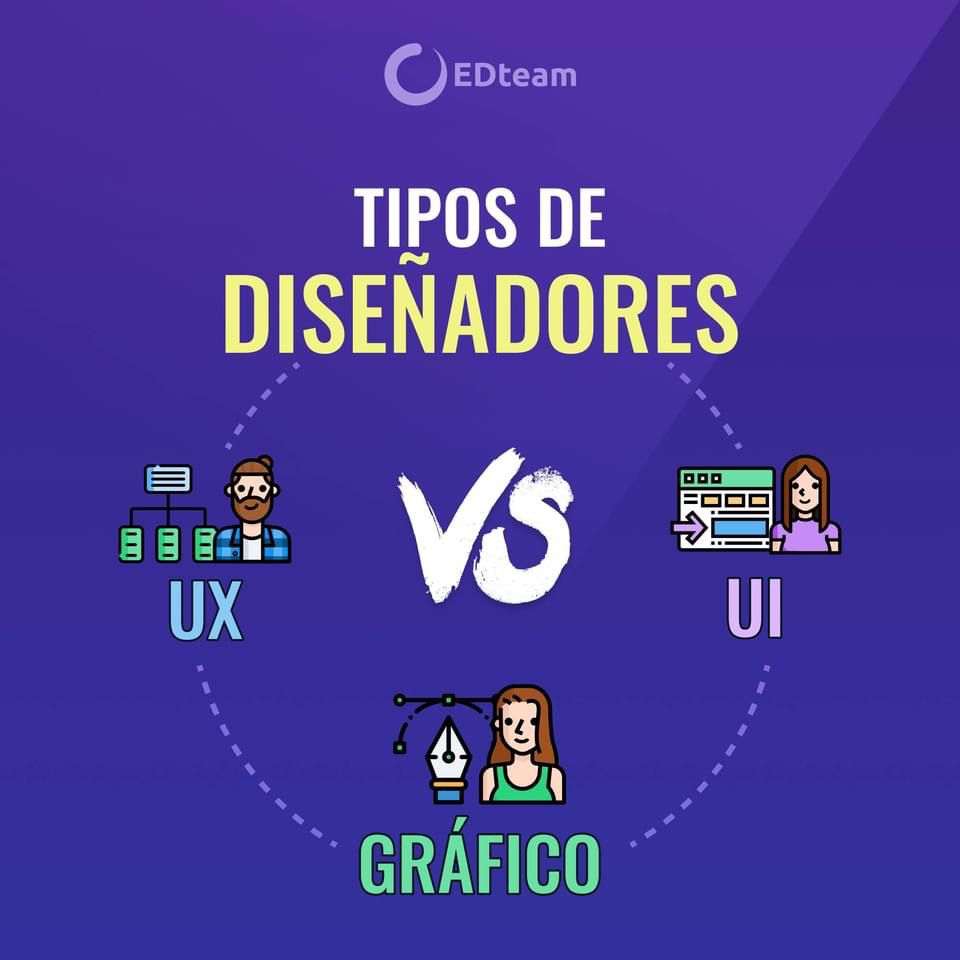 EDteam
TIPOS DE
DISEÑADORES
VS
UX
UI
GRÁFICO